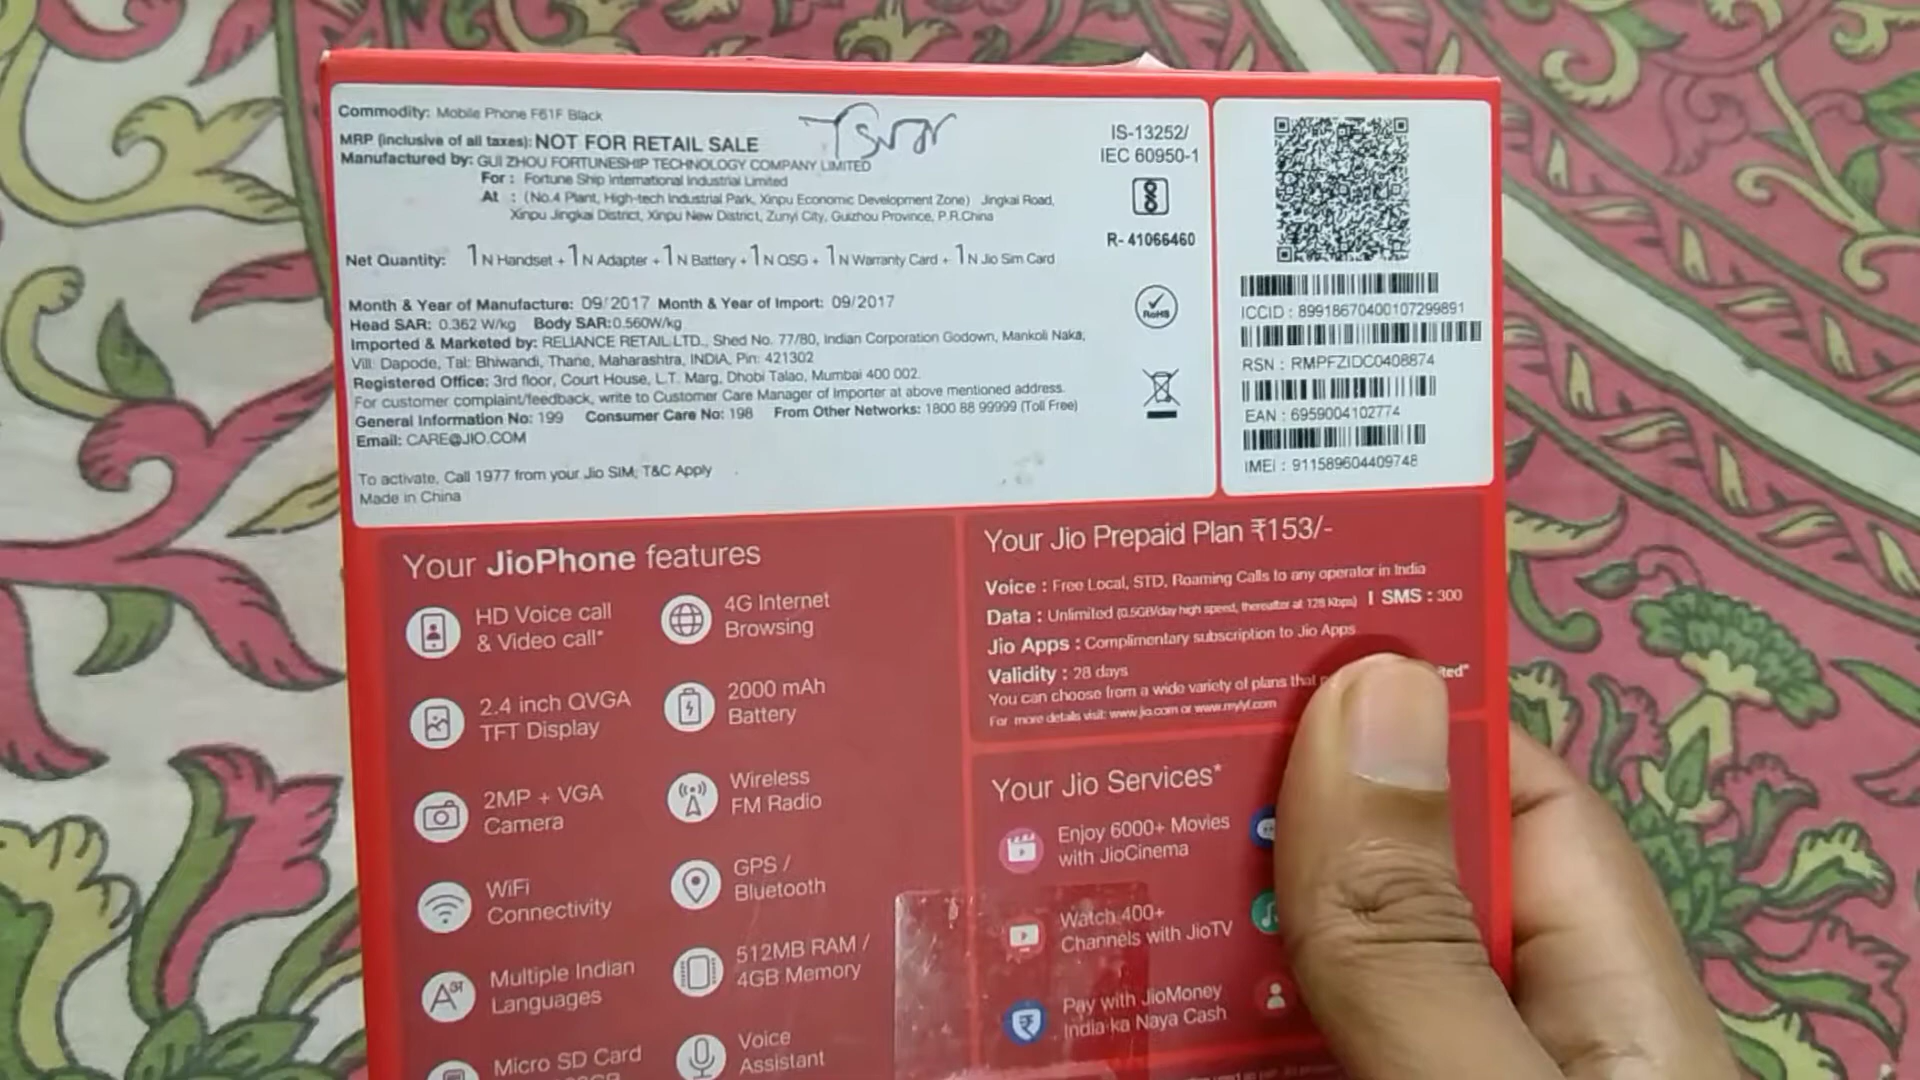 Commodity: Mobile Phone F61F Black
MRP (inclusive of all taxes): NOT FOR RETAIL SALE
Manufactured by: GUI ZHOU FORTUNESHIP TECHNOLOGY COMPANY LIMITED
For : Fortune Ship International Industrial Limited
At : (No.4 Plant, High-tech Industrial Park, Xinpu Economic Development Zone) Jingkai Road,
Xinpu Jingkai District, Xinpu New District, Zunyi City, Guizhou Province, P.R.China
Net Quantity: 1 N Handset + 1 N Adapter + 1 N Battery + 1 N QSG + 1 N Warranty Card + 1 N Jio Sim Card
Month & Year of Manufacture: 09/2017 Month & Year of Import: 09/2017
Head SAR: 0.362 W/kg Body SAR:0.560W/kg
Imported & Marketed by: RELIANCE RETAIL LTD., Shed No. 77/80, Indian Corporation Godown, Mankoli Naka,
Vill: Dapode, Tal: Bhiwandi, Thane, Maharashtra, INDIA, Pin: 421302
Registered Office: 3rd floor, Court House, L.T. Marg, Dhobi Talao, Mumbai 400 002.
For customer complaint/feedback, write to Customer Care Manager of Importer at above mentioned address.
General Information No: 199 Consumer Care No: 198 From Other Networks: 1800 88 99999 (Toll Free)
Email: CARE@JIO.COM
To activate, Call 1977 from your Jio SIM, T&C Apply
Made in China
IS-13252/
IEC 60950-1
R- 41066460
RoHS
ICCID : 89918670400107299891
RSN : RMPFZIDC0408874
EAN : 6959004102774
IMEI : 911589604409748
Your JioPhone features
HD Voice call
& Video call*
4G Internet
Browsing
2.4 inch QVGA
TFT Display
2000 mAh
Battery
2MP + VGA
Camera
Wireless
FM Radio
WiFi
Connectivity
GPS /
Bluetooth
Multiple Indian
Languages
512MB RAM /
4GB Memory
Micro SD Card
Voice
Assistant
Your Jio Prepaid Plan ₹153/-
Voice : Free Local, STD, Roaming Calls to any operator in India
Data : Unlimited (0.5GB/day high speed, thereafter at 128 Kbps) | SMS : 300
Jio Apps : Complimentary subscription to Jio Apps
Validity : 28 days
You can choose from a wide variety of plans that
For more details visit: www.jio.com or www.mylyf.com
Your Jio Services*
Enjoy 6000+ Movies
with JioCinema
Watch 400+
Channels with JioTV
Pay with JioMoney
India ka Naya Cash